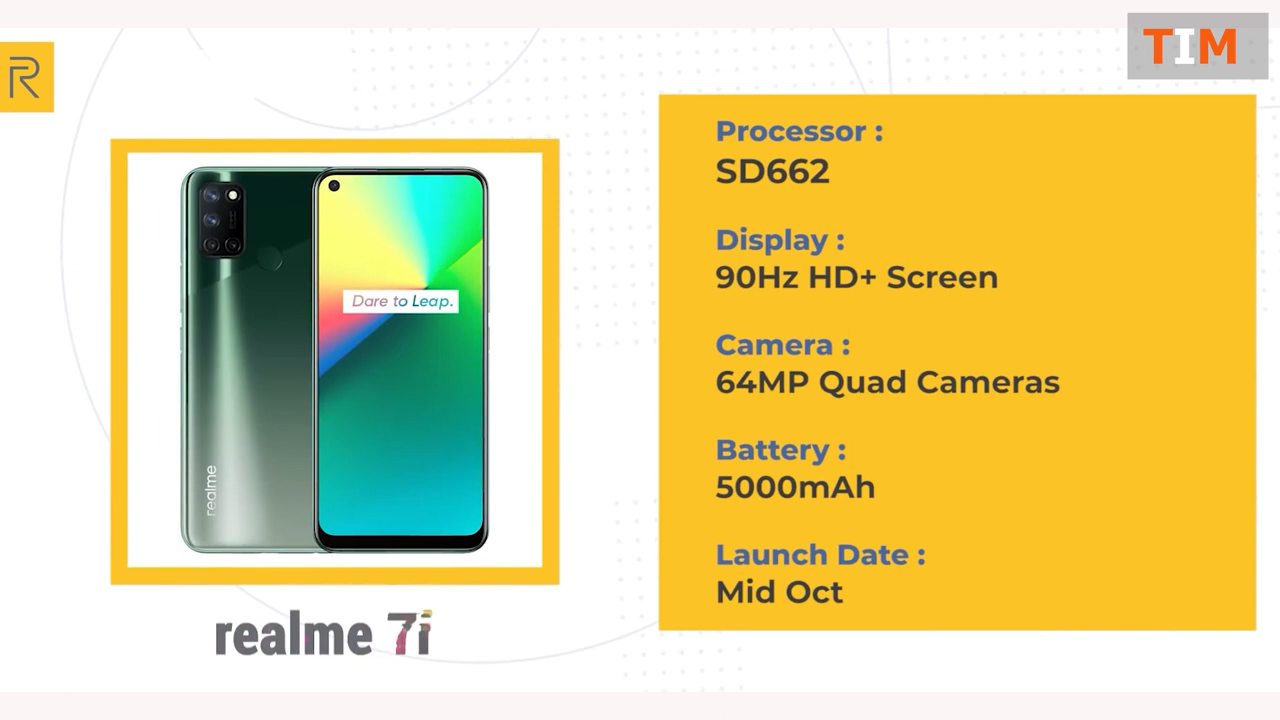 TIM
Processor :
SD662
Display :
90Hz HD+ Screen
Camera :
64MP Quad Cameras
Battery :
5000mAh
Launch Date :
Mid Oct
Dare to Leap.
realme
realme 7i